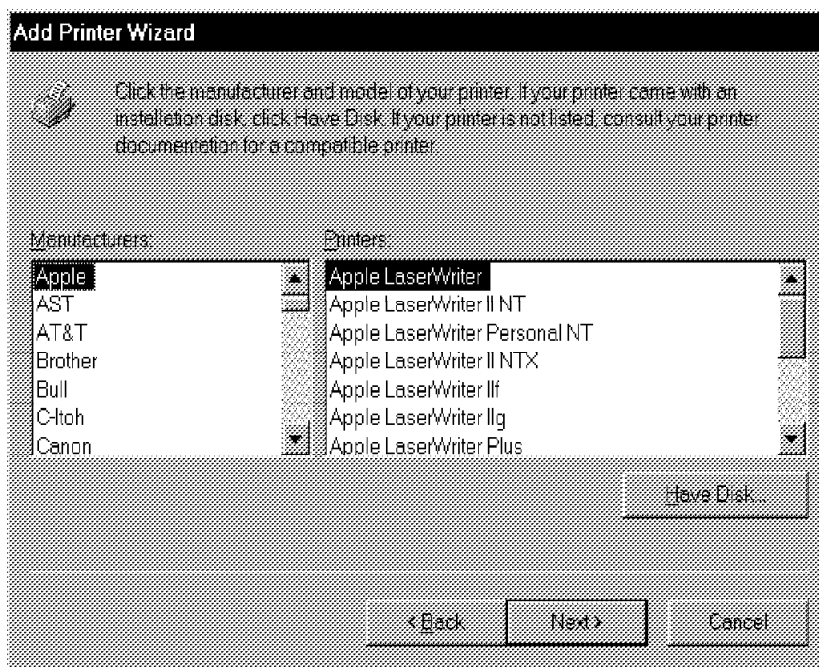 Add Printer Wizard
Click the manufacturer and model of your printer. If your printer came with an
installation disk, click Have Disk. If your printer is not listed, consult your printer
documentation for a compatible printer.
Manufacturers:
Printers:
Apple
AST
AT&T
Brother
Bull
C-Itoh
Canon
Apple LaserWriter
Apple LaserWriter II NT
Apple LaserWriter Personal NT
Apple LaserWriter II NTX
Apple LaserWriter IIf
Apple LaserWriter IIg
Apple LaserWriter Plus
Have Disk...
< Back
Next >
Cancel